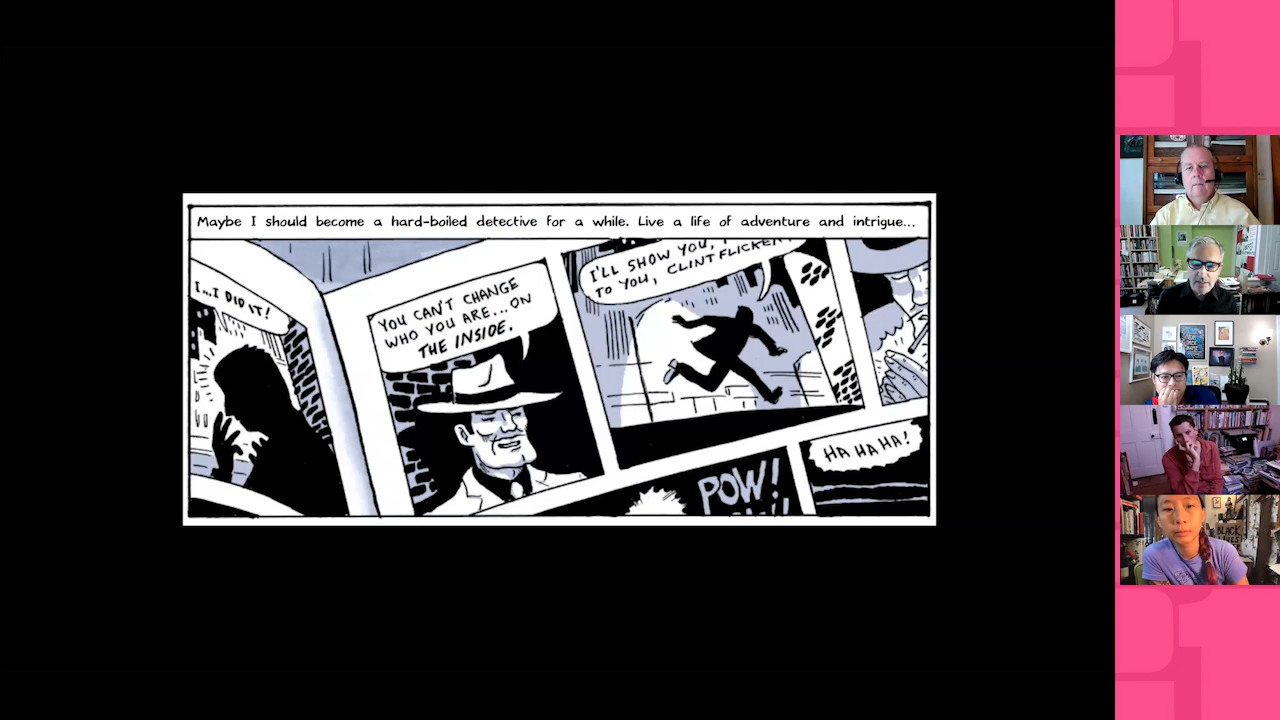 Maybe I should become a hard-boiled detective for a while. Live a life of adventure and intrigue...
I...I DID IT!
YOU CAN'T CHANGE
WHO YOU ARE...ON
THE INSIDE.
I'LL SHOW YOU,
TO YOU, CLINT FLICKER!
POW!
HA HA HA!
BLACK